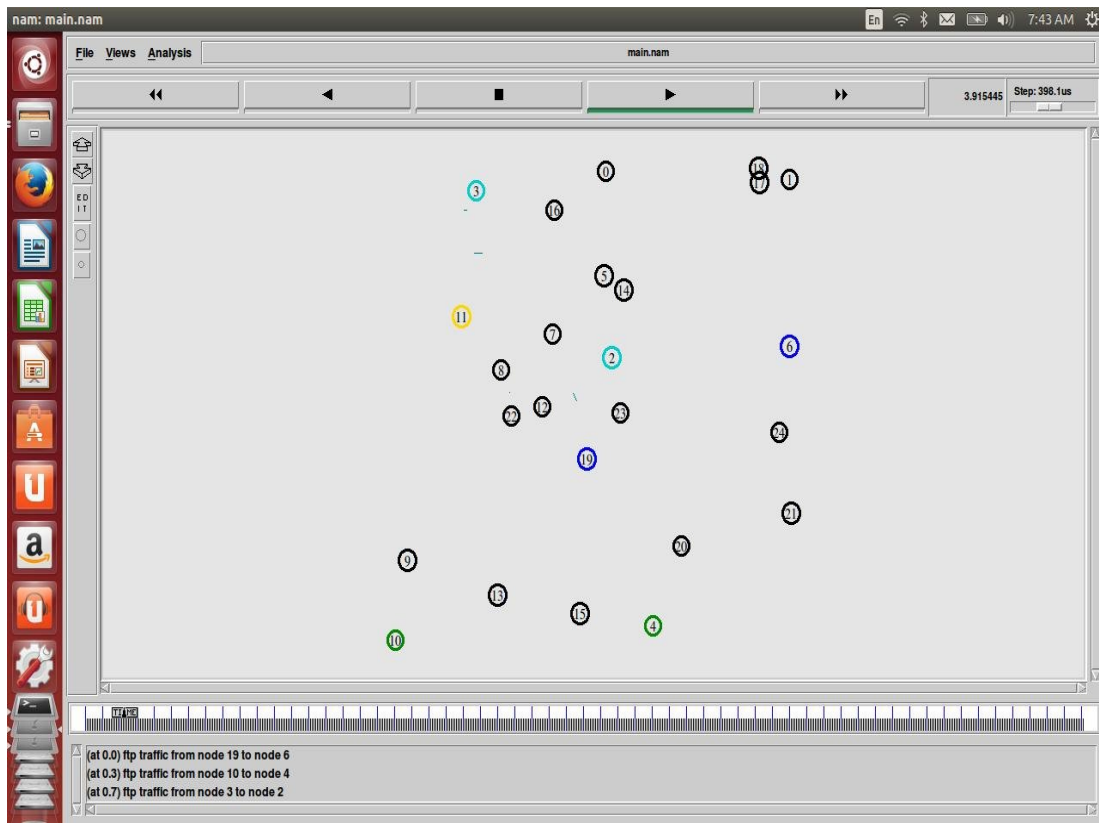 nam: main.nam
En
7:43 AM
File Views Analysis
main.nam
3.915445
Step: 398.1us
ED
IT
0
18
17
1
3
16
5
14
11
7
2
6
8
22
12
23
24
19
21
20
9
13
15
4
10
TIME
(at 0.0) ftp traffic from node 19 to node 6
(at 0.3) ftp traffic from node 10 to node 4
(at 0.7) ftp traffic from node 3 to node 2